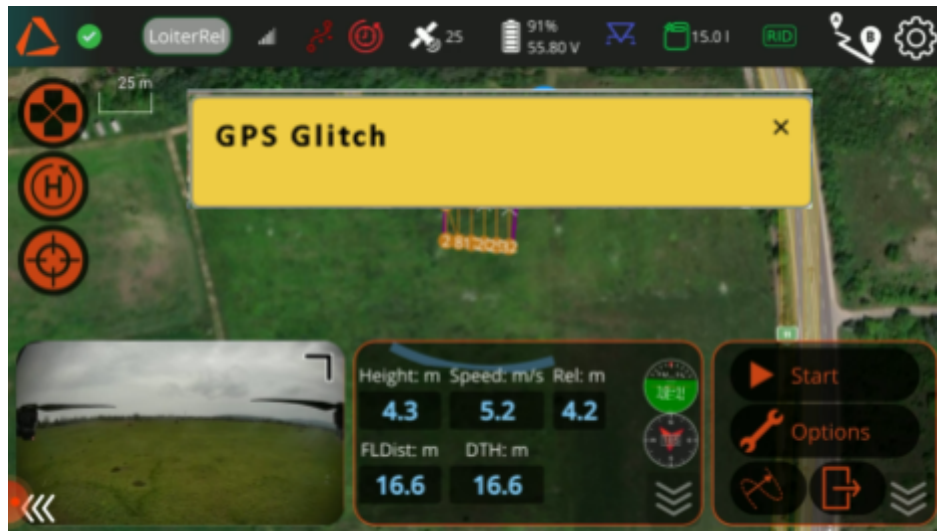 LoiterRel
25
91%
55.80 V
15.0 l
RID
25 m
GPS Glitch
H
Height: m Speed: m/s Rel: m
4.3 5.2 4.2
FLDist: m DTH: m
16.6 16.6
Start
Options